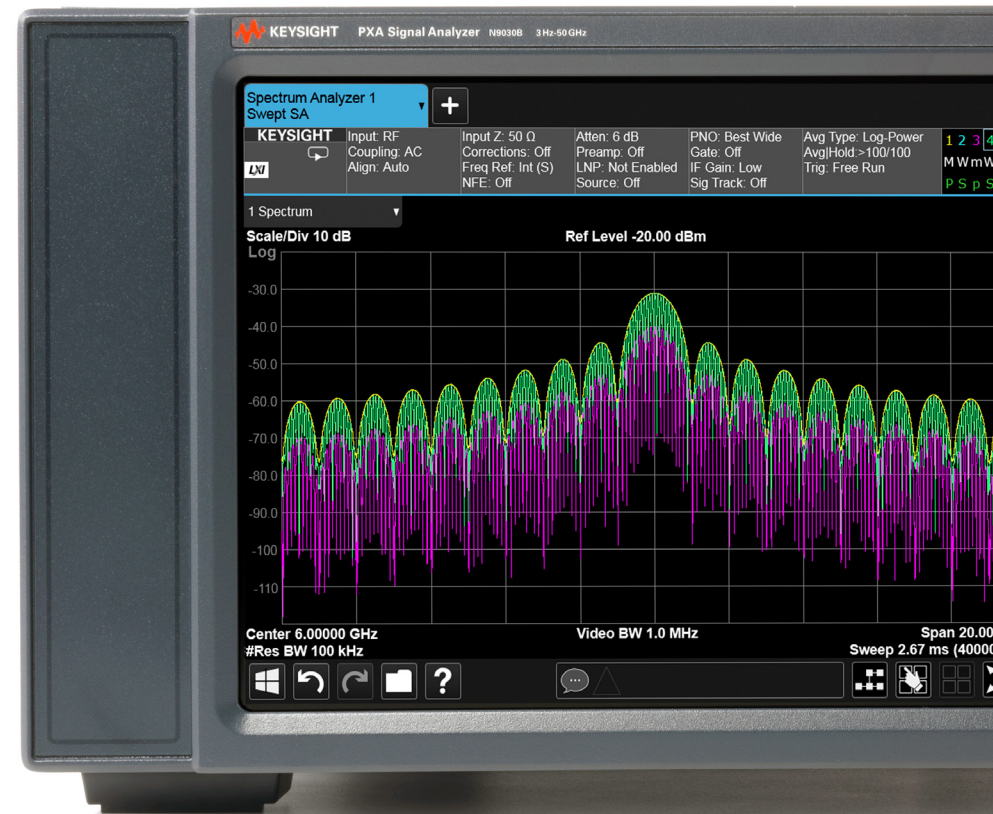 KEYSIGHT PXA Signal Analyzer N9030B 3 Hz-50 GHz
Spectrum Analyzer 1
Swept SA
+
KEYSIGHT
LXI
Input: RF
Coupling: AC
Align: Auto
Input Z: 50 Ω
Corrections: Off
Freq Ref: Int (S)
NFE: Off
Atten: 6 dB
Preamp: Off
LNP: Not Enabled
Source: Off
PNO: Best Wide
Gate: Off
IF Gain: Low
Sig Track: Off
Avg Type: Log-Power
Avg|Hold:>100/100
Trig: Free Run
1 2 3 4
M W m W
P S p S
1 Spectrum
Scale/Div 10 dB
Ref Level -20.00 dBm
Log
-30.0
-40.0
-50.0
-60.0
-70.0
-80.0
-90.0
-100
-110
Center 6.00000 GHz
Video BW 1.0 MHz
Span 20.00
#Res BW 100 kHz
Sweep 2.67 ms (40000
?